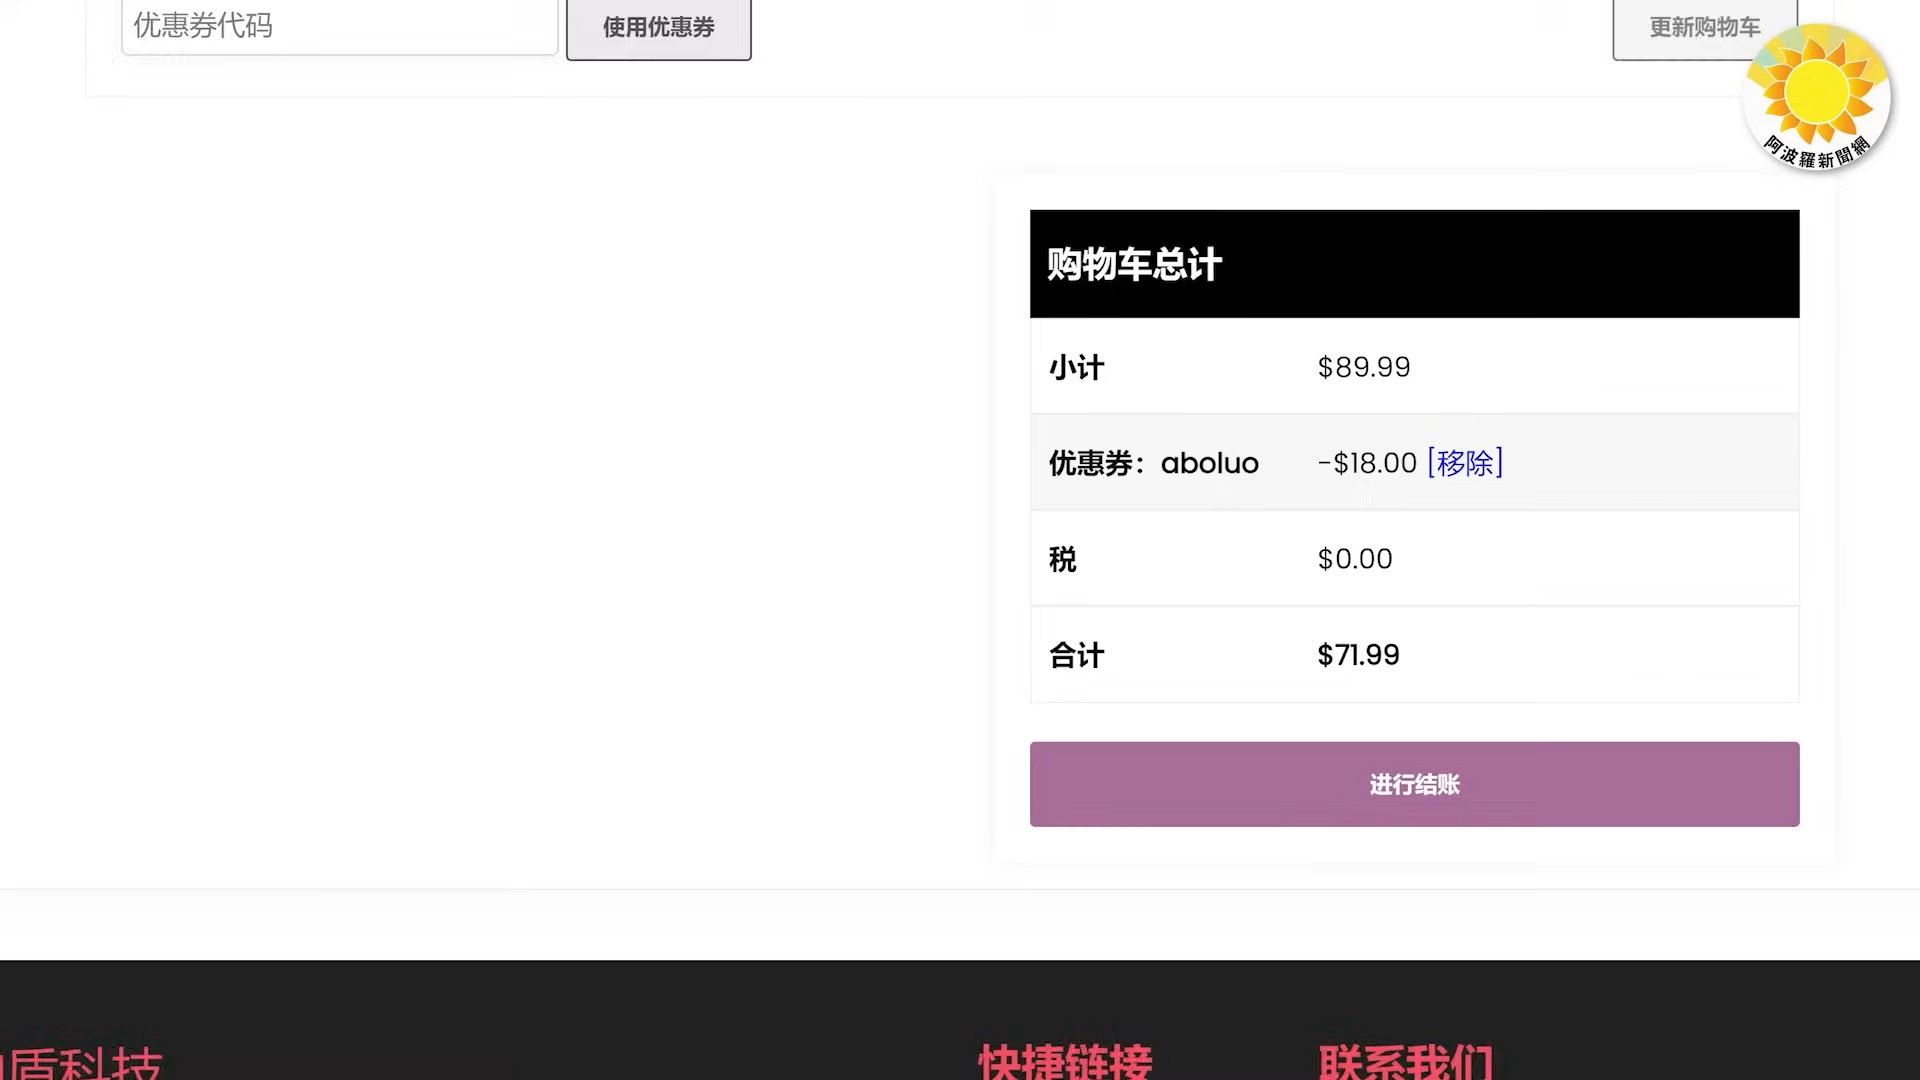 优惠券代码
使用优惠券
更新购物车
阿波羅新聞網
购物车总计
小计 $89.99
优惠券：aboluo -$18.00 [移除]
税 $0.00
合计 $71.99
进行结账
盾科技
快捷链接
联系我们